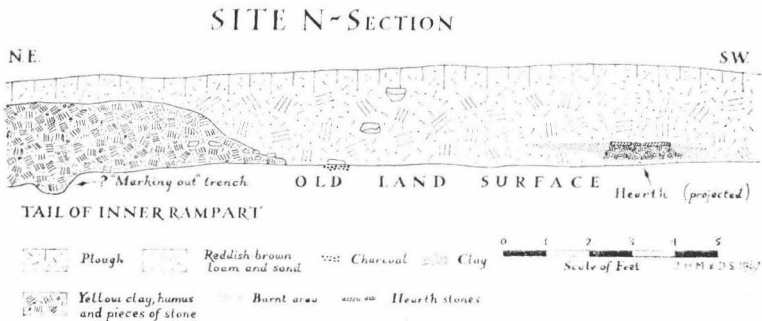 SITE N~SECTION
N.E. S.W.
? "Marking out" trench
OLD LAND SURFACE
Hearth (projected)
TAIL OF INNER RAMPART
Plough
Reddish brown
loam and sand
Charcoal
Clay
0 1 2 3 4 5
Scale of Feet
Yellow clay, humus
and pieces of stone
Burnt area
Hearth stones